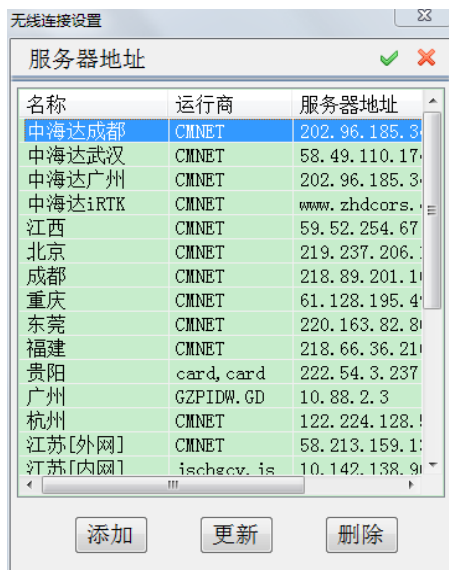 无线连接设置
服务器地址
名称 运行商 服务器地址
中海达成都 CMNET 202.96.185.3
中海达武汉 CMNET 58.49.110.17
中海达广州 CMNET 202.96.185.3
中海达iRTK CMNET www.zhdcors.
江西 CMNET 59.52.254.67
北京 CMNET 219.237.206.
成都 CMNET 218.89.201.1
重庆 CMNET 61.128.195.4
东莞 CMNET 220.163.82.8
福建 CMNET 218.66.36.21
贵阳 card,card 222.54.3.237
广州 GZPIDW.GD 10.88.2.3
杭州 CMNET 122.224.128.
江苏[外网] CMNET 58.213.159.1
江苏[内网] jschgcv.js 10.142.138.9
添加 更新 删除